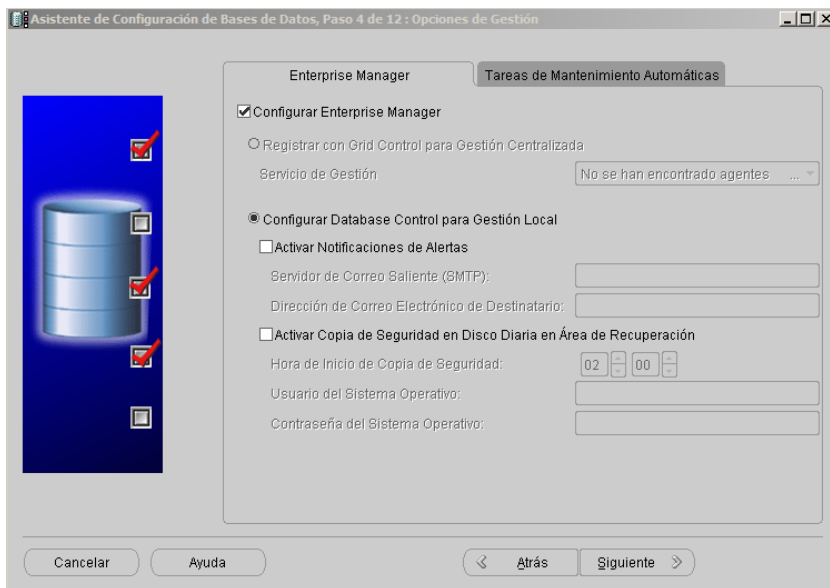 Asistente de Configuración de Bases de Datos, Paso 4 de 12 : Opciones de Gestión
Enterprise Manager
Tareas de Mantenimiento Automáticas
Configurar Enterprise Manager
Registrar con Grid Control para Gestión Centralizada
Servicio de Gestión
No se han encontrado agentes ...
Configurar Database Control para Gestión Local
Activar Notificaciones de Alertas
Servidor de Correo Saliente (SMTP):
Dirección de Correo Electrónico de Destinatario:
Activar Copia de Seguridad en Disco Diaria en Área de Recuperación
Hora de Inicio de Copia de Seguridad:
02 00
Usuario del Sistema Operativo:
Contraseña del Sistema Operativo:
Cancelar
Ayuda
Atrás
Siguiente